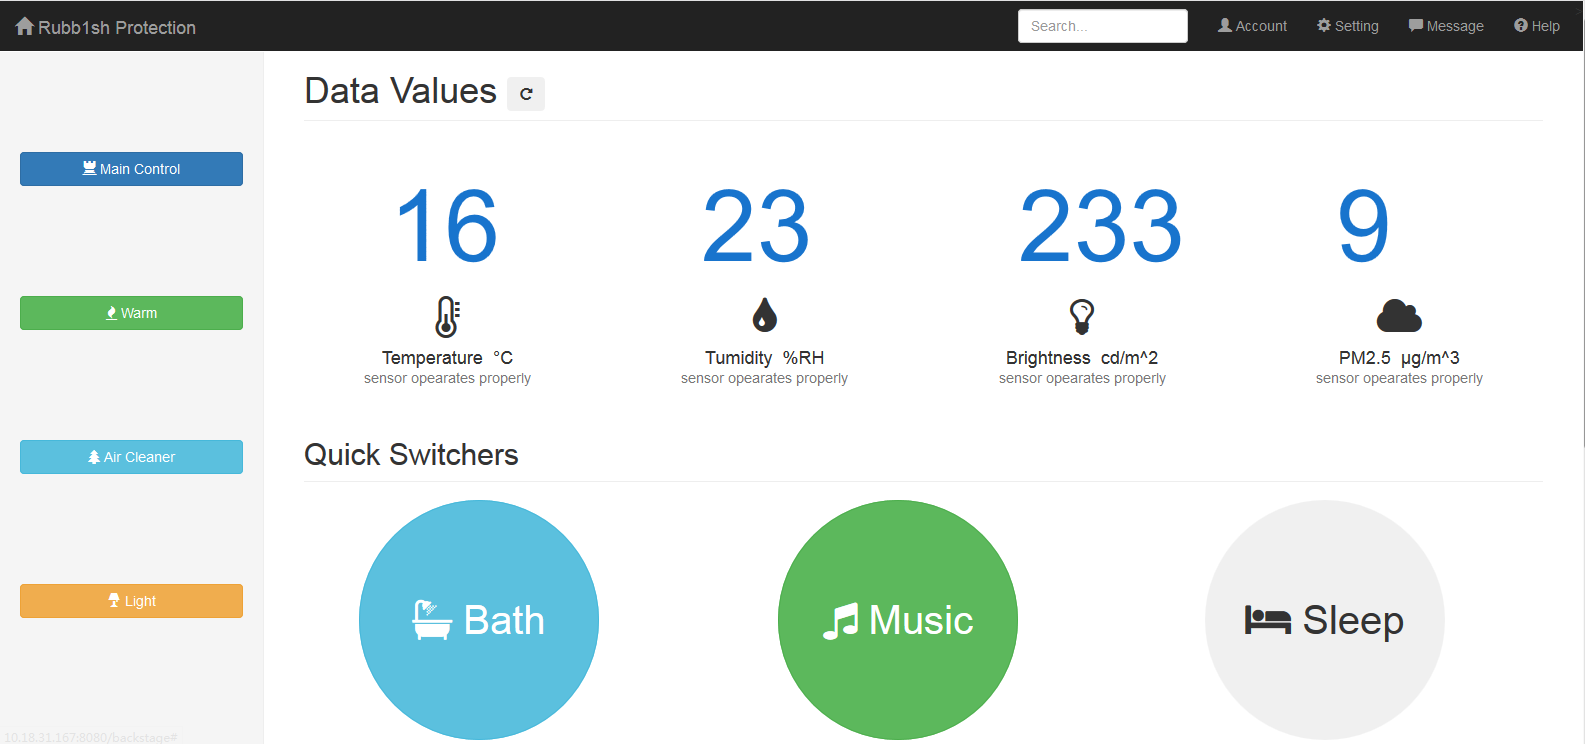 Rubb1sh Protection
Search...
Account
Setting
Message
Help
Data Values
Main Control
Warm
Air Cleaner
Light
16
23
233
9
Temperature °C
Tumidity %RH
Brightness cd/m^2
PM2.5 µg/m^3
sensor opearates properly
sensor opearates properly
sensor opearates properly
sensor opearates properly
Quick Switchers
Bath
Music
Sleep
10.18.31.167:8080/backstage#